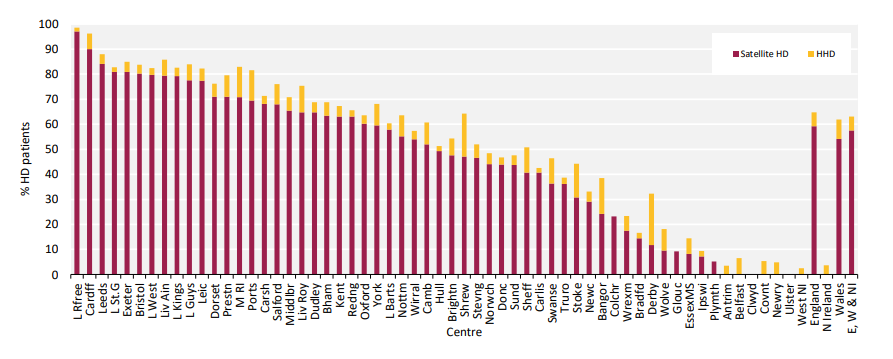 100
90
80
70
60
50
40
30
20
10
0
% HD patients
Satellite HD
HHD
L Rfree
Cardff
Leeds
L St.G
Exeter
Bristol
L West
Liv Ain
L Kings
L Guys
Leic
Dorset
Prestn
M RI
Ports
Carsh
Salford
Middlbr
Liv Roy
Dudley
Bham
Kent
Redng
Oxford
York
L Barts
Nottm
Wirral
Camb
Hull
Brightn
Shrew
Stevng
Norwch
Donc
Sund
Sheff
Carlis
Swanse
Truro
Stoke
Newc
Bangor
Colchr
Wrexm
Bradfd
Derby
Wolve
Glouc
EssexMS
Ipswi
Plymth
Antrim
Belfast
Clwyd
Covnt
Newry
Ulster
West NI
England
N Ireland
Wales
E, W & NI
Centre